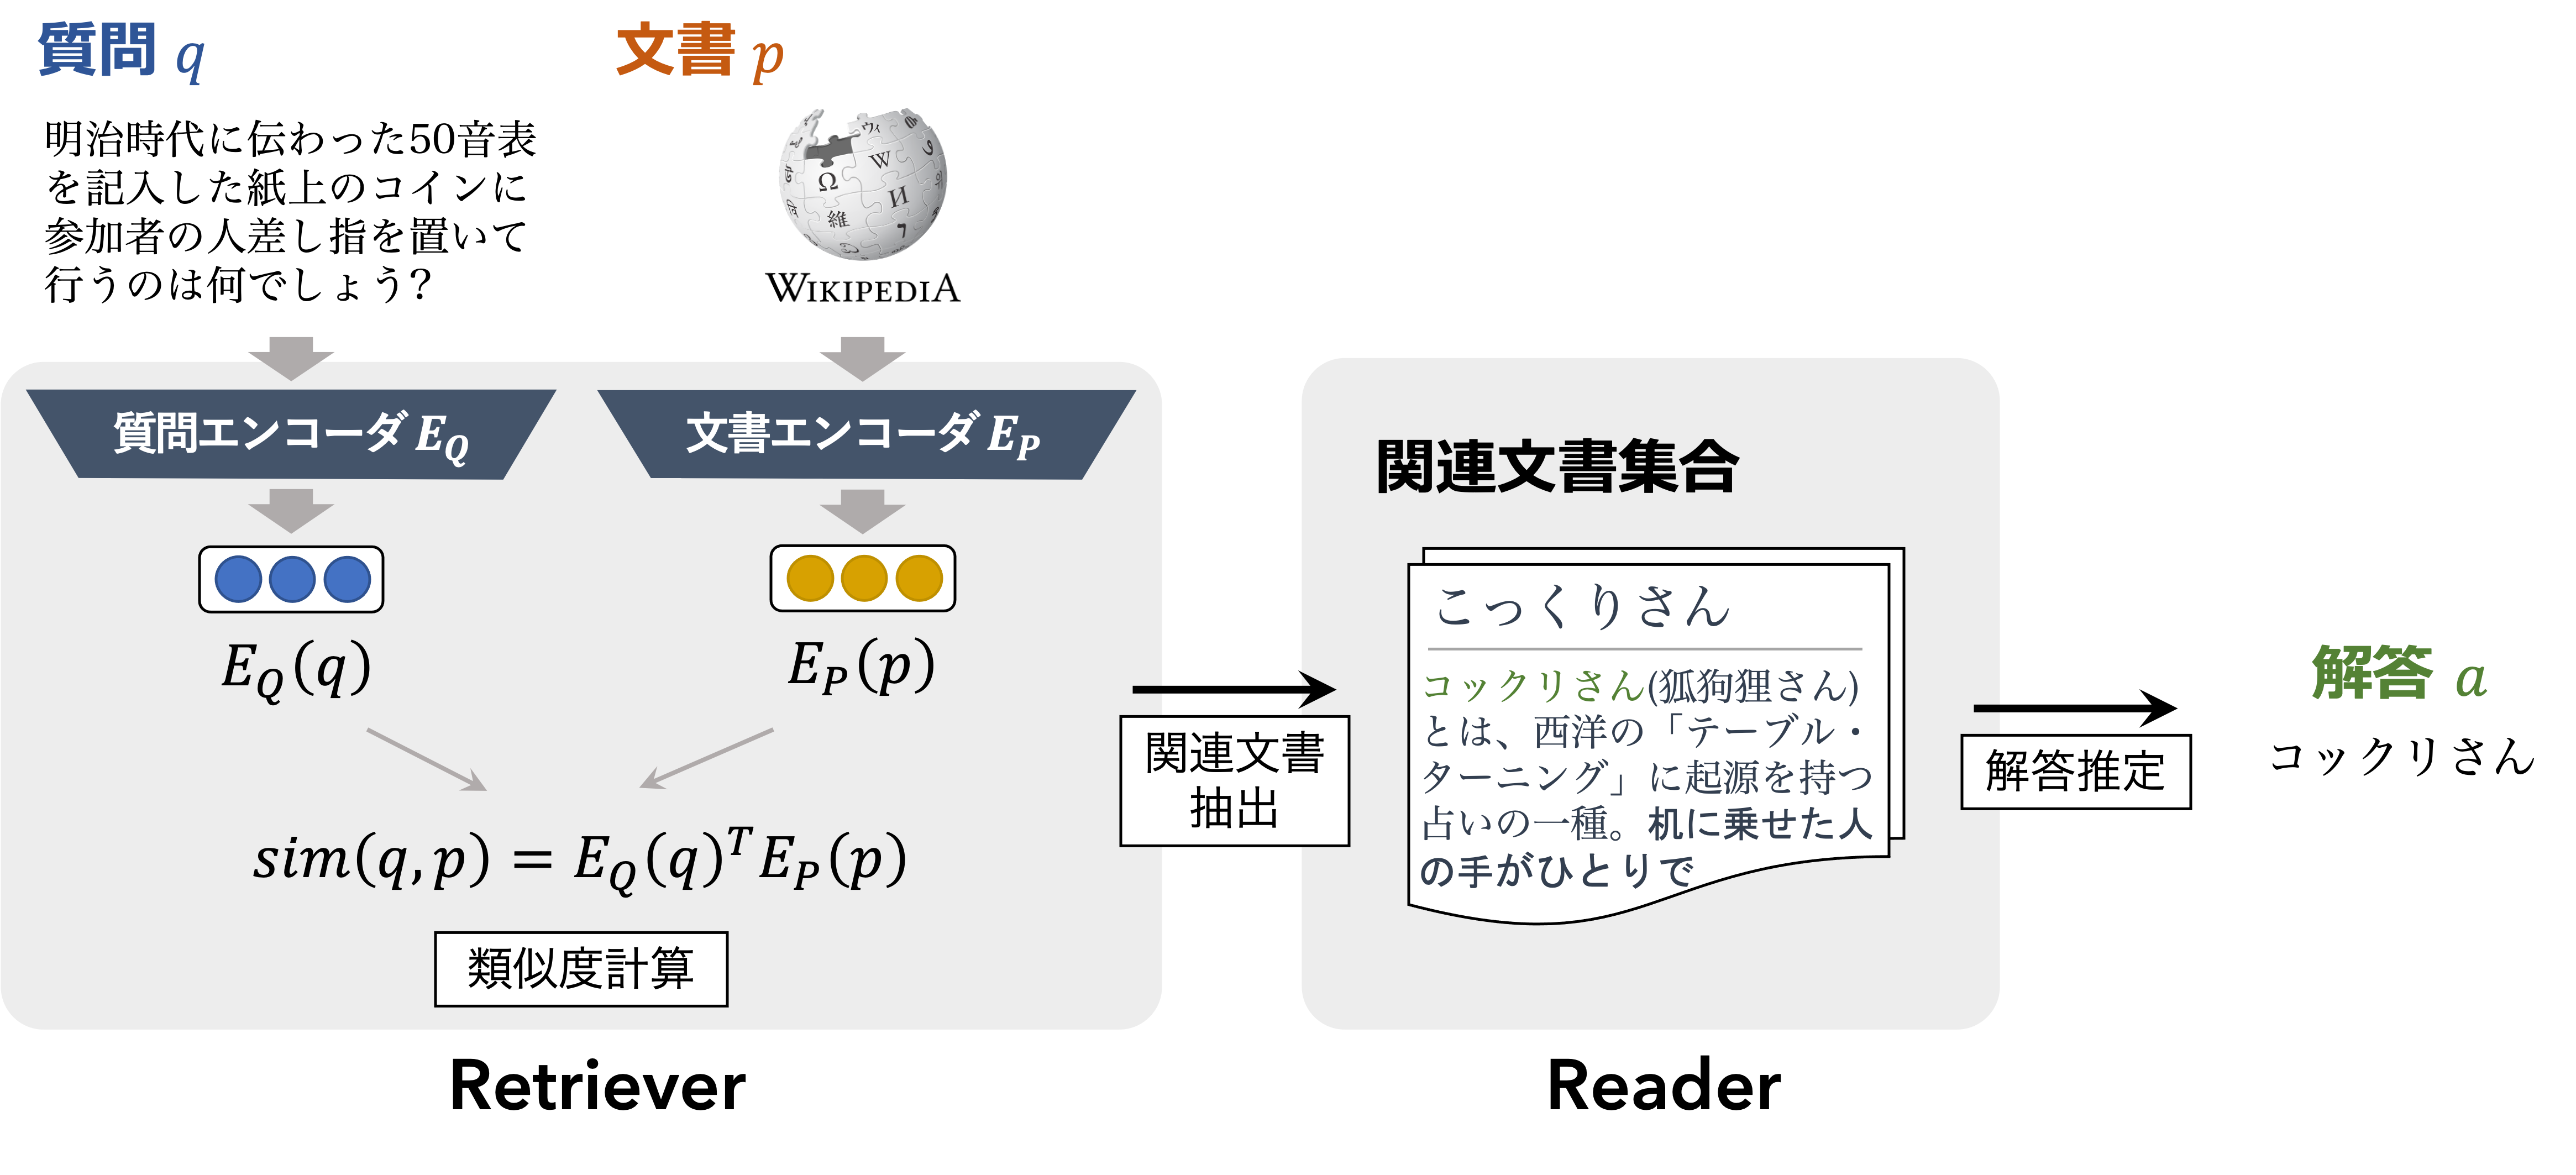 質問 q
明治時代に伝わった50音表
を記入した紙上のコインに
参加者の人差し指を置いて
行うのは何でしょう?
文書 p
ウィ
W
Ω
И
維
WIKIPEDIA
質問エンコーダ E_Q
文書エンコーダ E_P
E_Q(q)
E_P(p)
sim(q,p) = E_Q(q)^T E_P(p)
類似度計算
Retriever
関連文書
抽出
関連文書集合
こっくりさん
コックリさん(狐狗狸さん)
とは、西洋の「テーブル・
ターニング」に起源を持つ
占いの一種。机に乗せた人
の手がひとりで
Reader
解答推定
解答 a
コックリさん